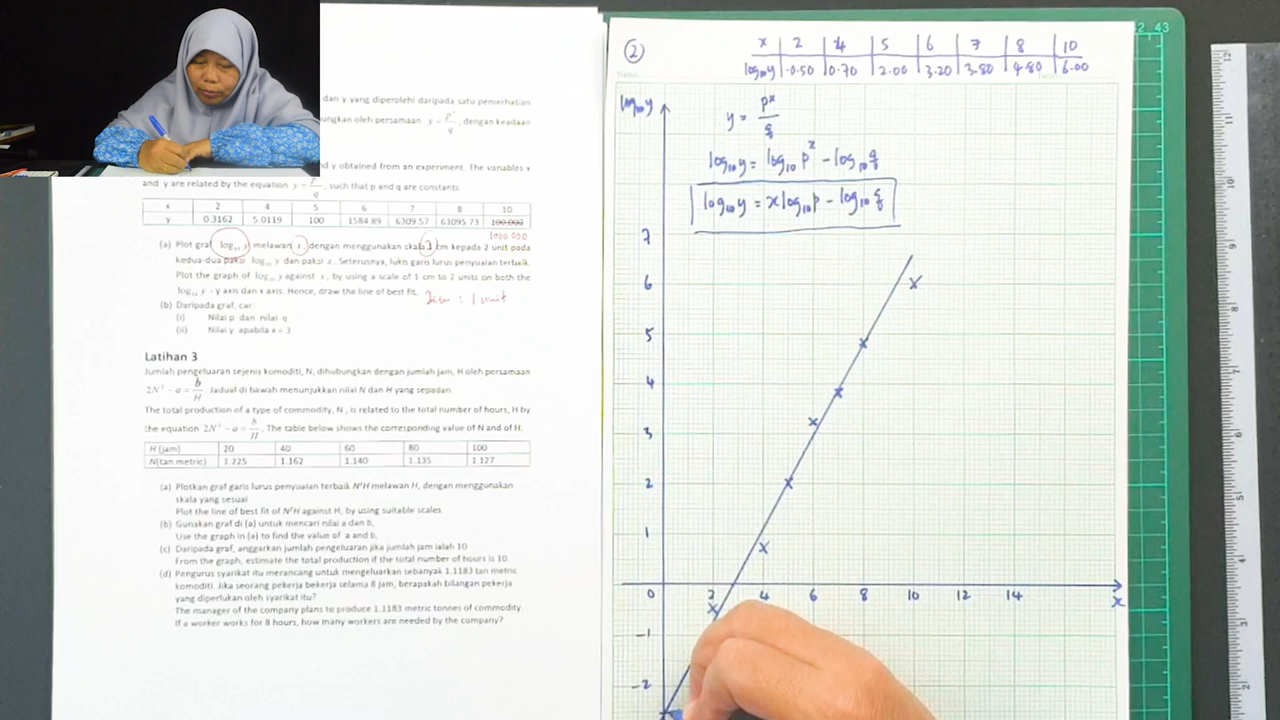 dan y yang diperolehi daripada satu pemerhatian
ungkan oleh persamaan y = p^x/q, dengan keadaan
d y obtained from an experiment. The variables x
and y are related by the equation y = p^x/q, such that p and q are constants.
x 2 4 5 6 7 8 10
y 0.3162 5.0119 100 1584.89 6309.57 3095.73 100.000
1000 000
(a) Plot graf log₁₀ y melawan x, dengan menggunakan skala 1 cm kepada 2 unit pada
kedua-dua paksi log₁₀ y dan paksi x. Seterusnya, lukis garis lurus penyuaian terbaik.
Plot the graph of log₁₀ y against x, by using a scale of 1 cm to 2 units on both the
log₁₀ y - y axis dan x axis. Hence, draw the line of best fit.
2cm : 1 unit
(b) Daripada graf, cari
(i) Nilai p dan nilai q
(ii) Nilai y apabila x = 3
Latihan 3
Jumlah pengeluaran sejenis komoditi, N, dihubungkan dengan jumlah jam, H oleh persamaan
2N² - a = b/H. Jadual di bawah menunjukkan nilai N dan H yang sepadan.
The total production of a type of commodity, N, is related to the total number of hours, H by
the equation 2N² - a = b/H. The table below shows the corresponding value of N and of H.
H (jam) 20 40 60 80 100
N(tan metric) 1.225 1.162 1.140 1.135 1.127
(a) Plotkan graf garis lurus penyuaian terbaik N²H melawan H, dengan menggunakan
skala yang sesuai
Plot the line of best fit of N²H against H, by using suitable scales.
(b) Gunakan graf di (a) untuk mencari nilai a dan b,
Use the graph in (a) to find the value of a and b,
(c) Daripada graf, anggarkan jumlah pengeluaran jika jumlah jam ialah 10
From the graph, estimate the total production if the total number of hours is 10.
(d) Pengurus syarikat itu merancang untuk mengeluarkan sebanyak 1.1183 tan metric
komoditi. Jika seorang pekerja bekerja selama 8 jam, berapakah bilangan pekerja
yang diperlukan oleh syarikat itu?
The manager of the company plans to produce 1.1183 metric tonnes of commodity.
If a worker works for 8 hours, how many workers are needed by the company?
②
x 2 4 5 6 7 8 10
log₁₀y -0.50 0.70 2.00 3.20 3.80 4.80 6.00
log₁₀ y
y = p^x/q
log₁₀ y = log₁₀ p^x - log₁₀ q
log₁₀ y = x log₁₀ p - log₁₀ q
7
6
5
4
3
2
1
0 2 4 6 8 10 12 14 x
-1
-2